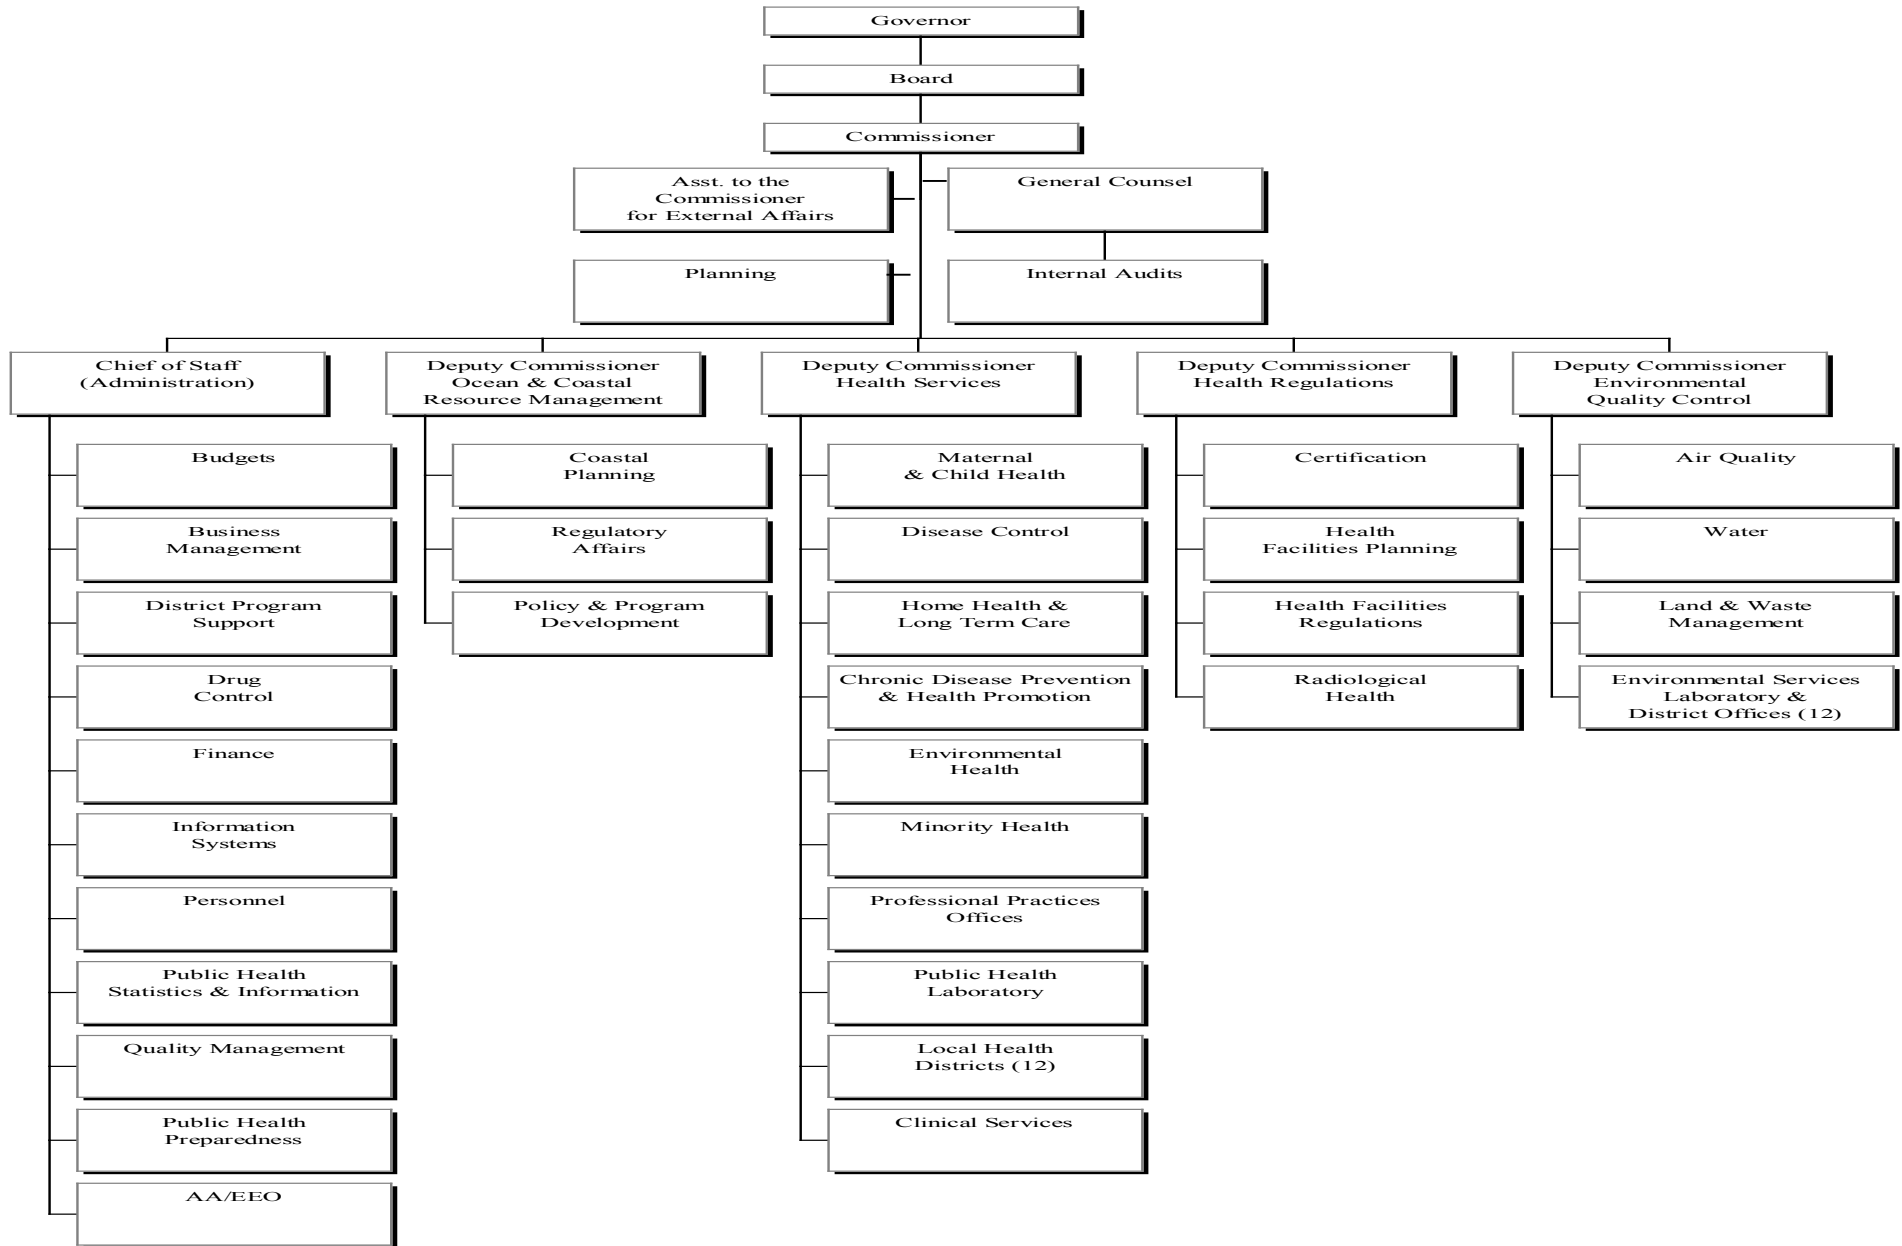 Governor
Board
Commissioner
Asst. to the
Commissioner
for External Affairs
General Counsel
Planning
Internal Audits
Chief of Staff
(Administration)
Deputy Commissioner
Ocean & Coastal
Resource Management
Deputy Commissioner
Health Services
Deputy Commissioner
Health Regulations
Deputy Commissioner
Environmental
Quality Control
Budgets
Business
Management
District Program
Support
Drug
Control
Finance
Information
Systems
Personnel
Public Health
Statistics & Information
Quality Management
Public Health
Preparedness
AA/EEO
Coastal
Planning
Regulatory
Affairs
Policy & Program
Development
Maternal
& Child Health
Disease Control
Home Health &
Long Term Care
Chronic Disease Prevention
& Health Promotion
Environmental
Health
Minority Health
Professional Practices
Offices
Public Health
Laboratory
Local Health
Districts (12)
Clinical Services
Certification
Health
Facilities Planning
Health Facilities
Regulations
Radiological
Health
Air Quality
Water
Land & Waste
Management
Environmental Services
Laboratory &
District Offices (12)